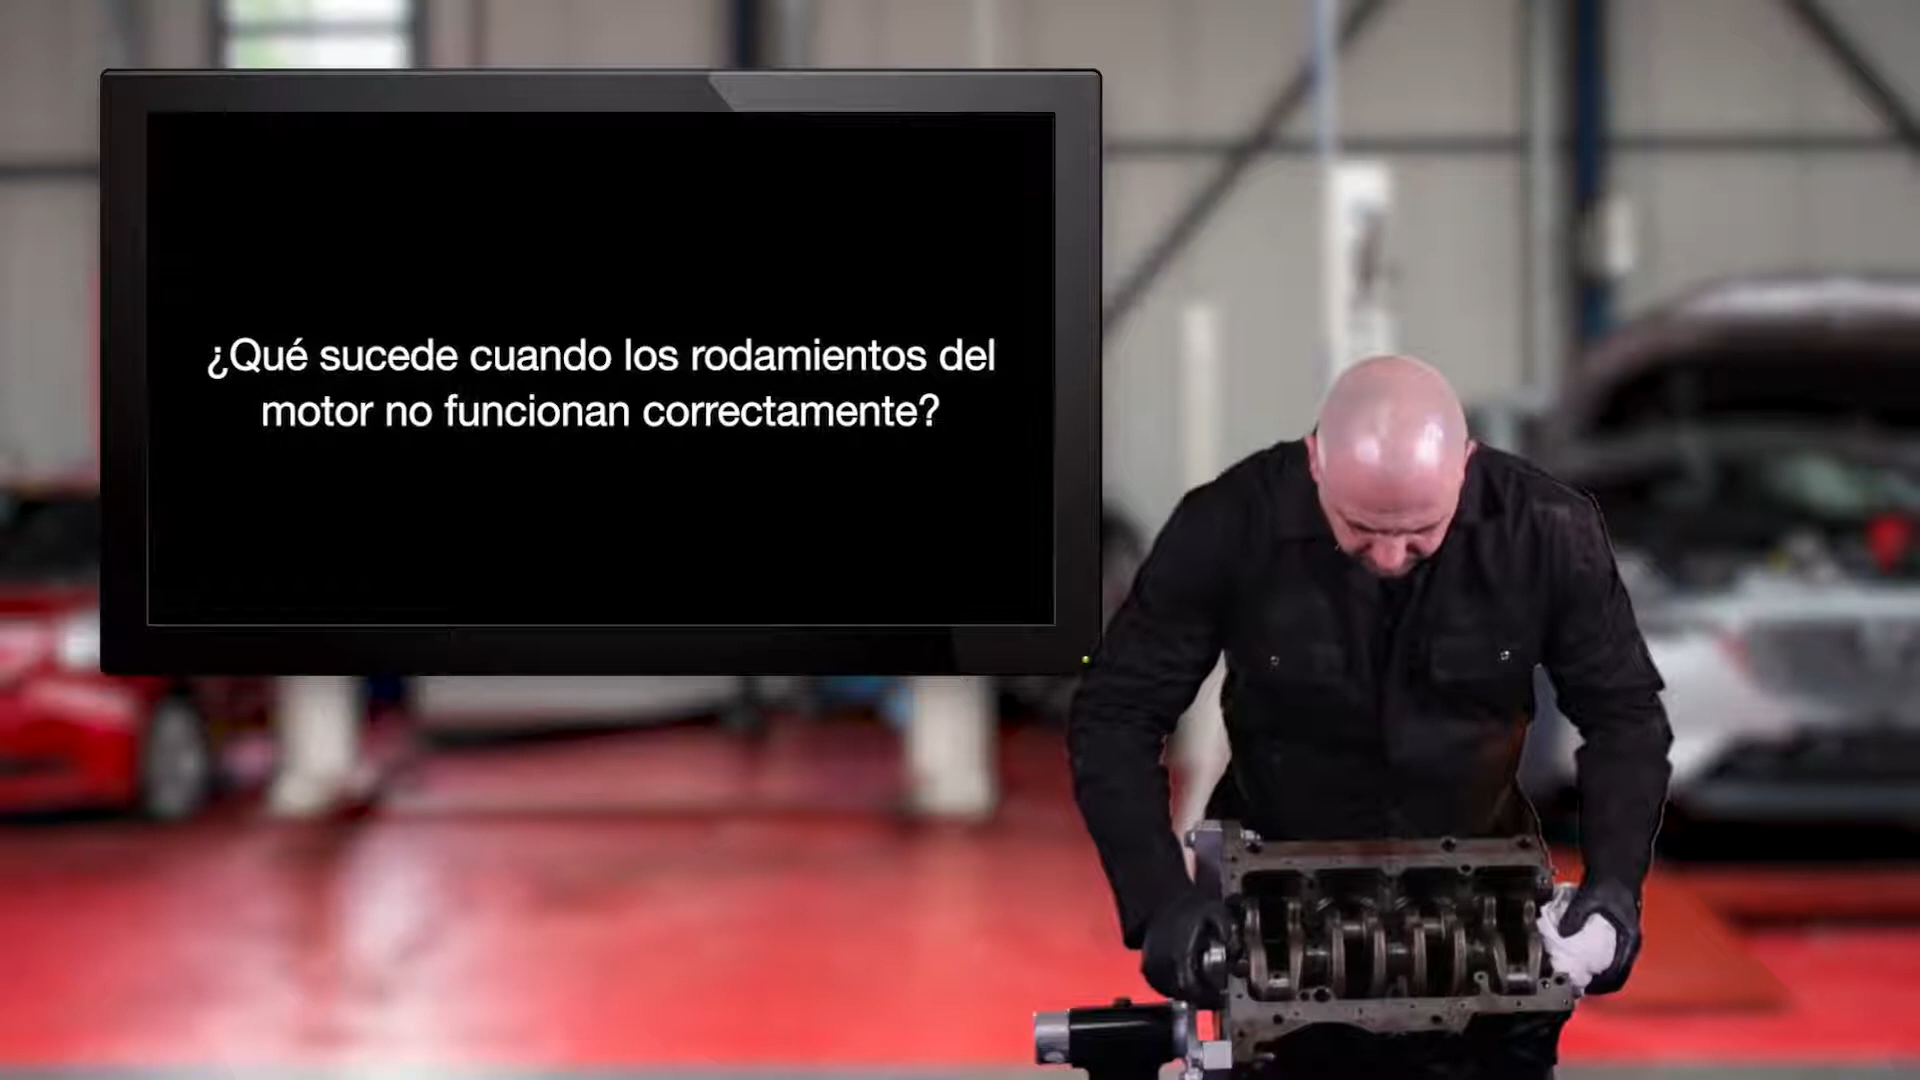 ¿Qué sucede cuando los rodamientos del
motor no funcionan correctamente?